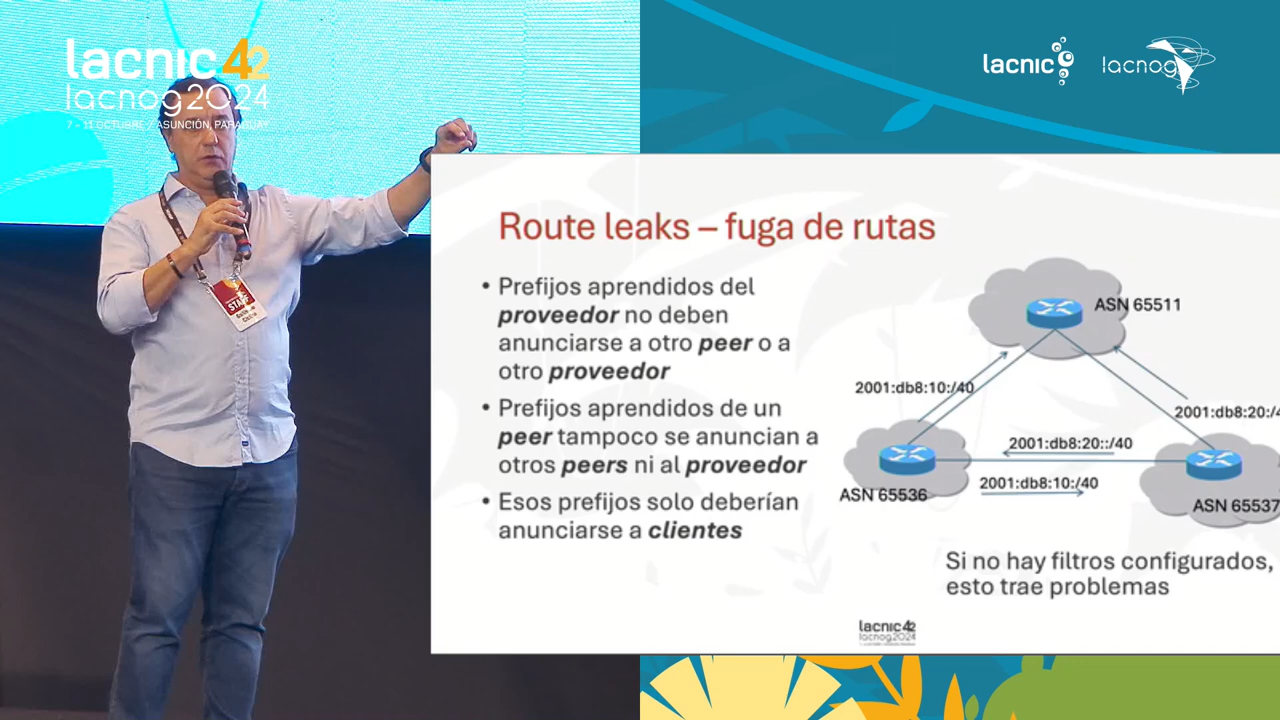 lacnic42
lacnog2024
7 - 11 OCTUBRE / ASUNCIÓN, PARAGUAY
lacnic
lacnog
STAFF
Route leaks – fuga de rutas
• Prefijos aprendidos del
proveedor no deben
anunciarse a otro peer o a
otro proveedor
• Prefijos aprendidos de un
peer tampoco se anuncian a
otros peers ni al proveedor
• Esos prefijos solo deberían
anunciarse a clientes
ASN 65511
2001:db8:10:/40
2001:db8:20:/4
2001:db8:20::/40
2001:db8:10:/40
ASN 65536
ASN 65537
Si no hay filtros configurados,
esto trae problemas
lacnic42
lacnog2024